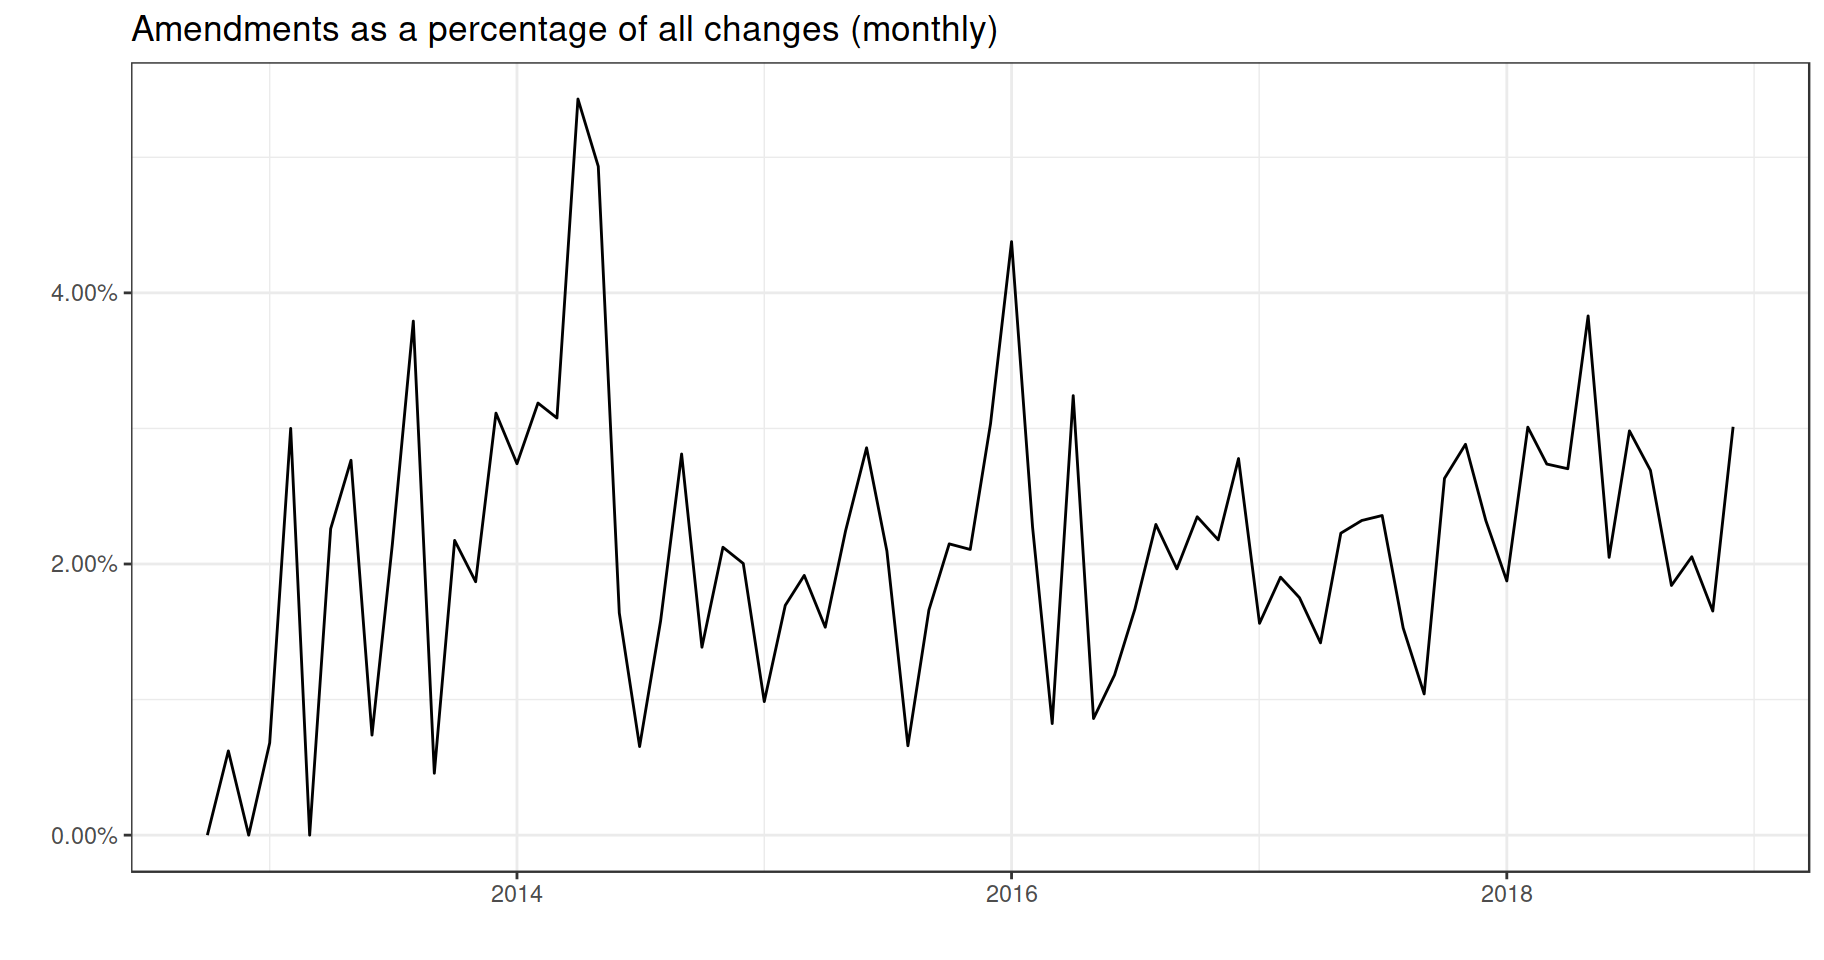 Amendments as a percentage of all changes (monthly)
4.00%
2.00%
0.00%
2014 2016 2018